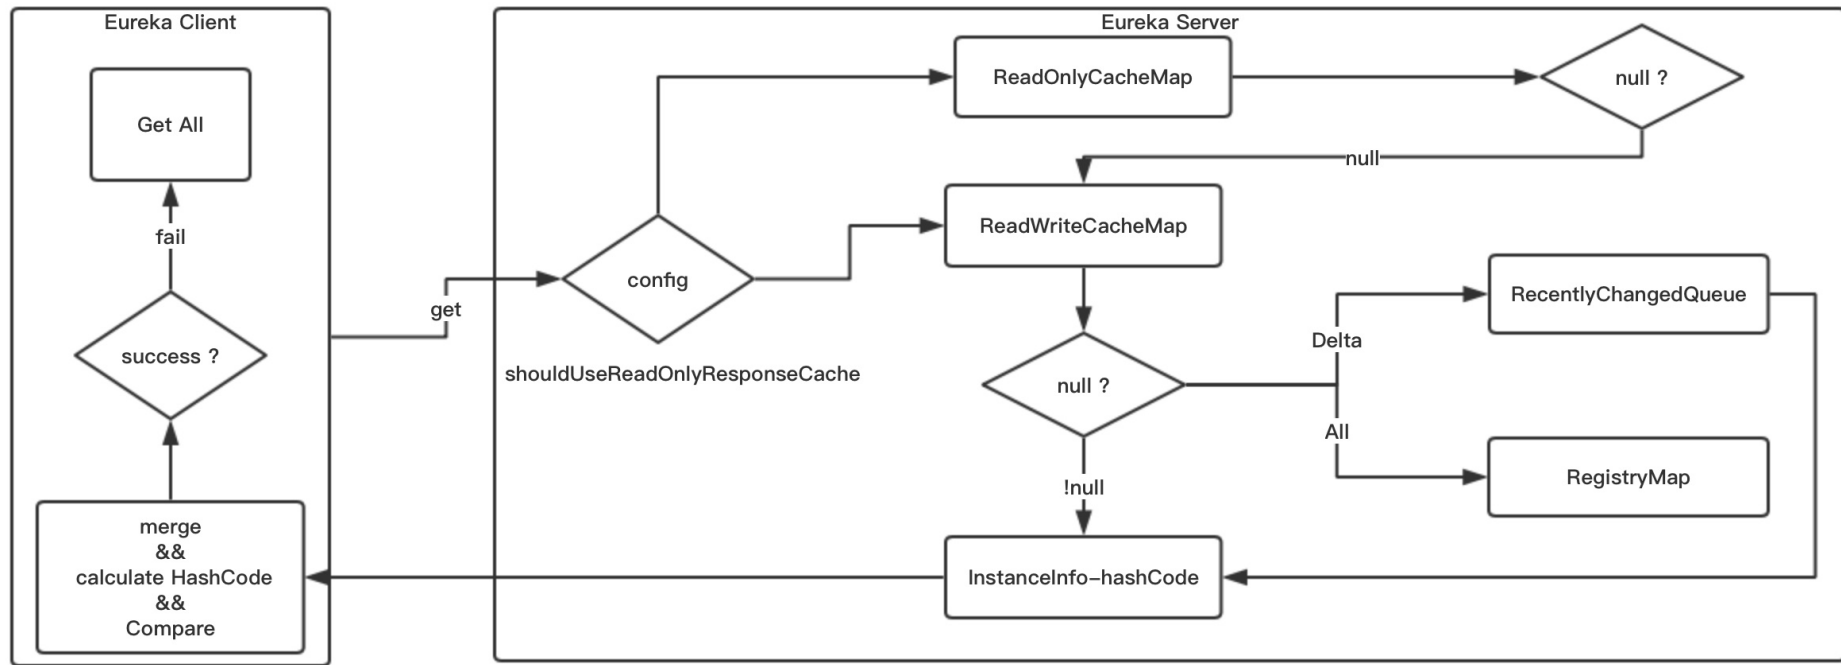 Eureka Client
Get All
fail
success ?
merge
&&
calculate HashCode
&&
Compare
get
Eureka Server
ReadOnlyCacheMap
null ?
null
ReadWriteCacheMap
config
shouldUseReadOnlyResponseCache
null ?
Delta
RecentlyChangedQueue
All
RegistryMap
!null
InstanceInfo-hashCode